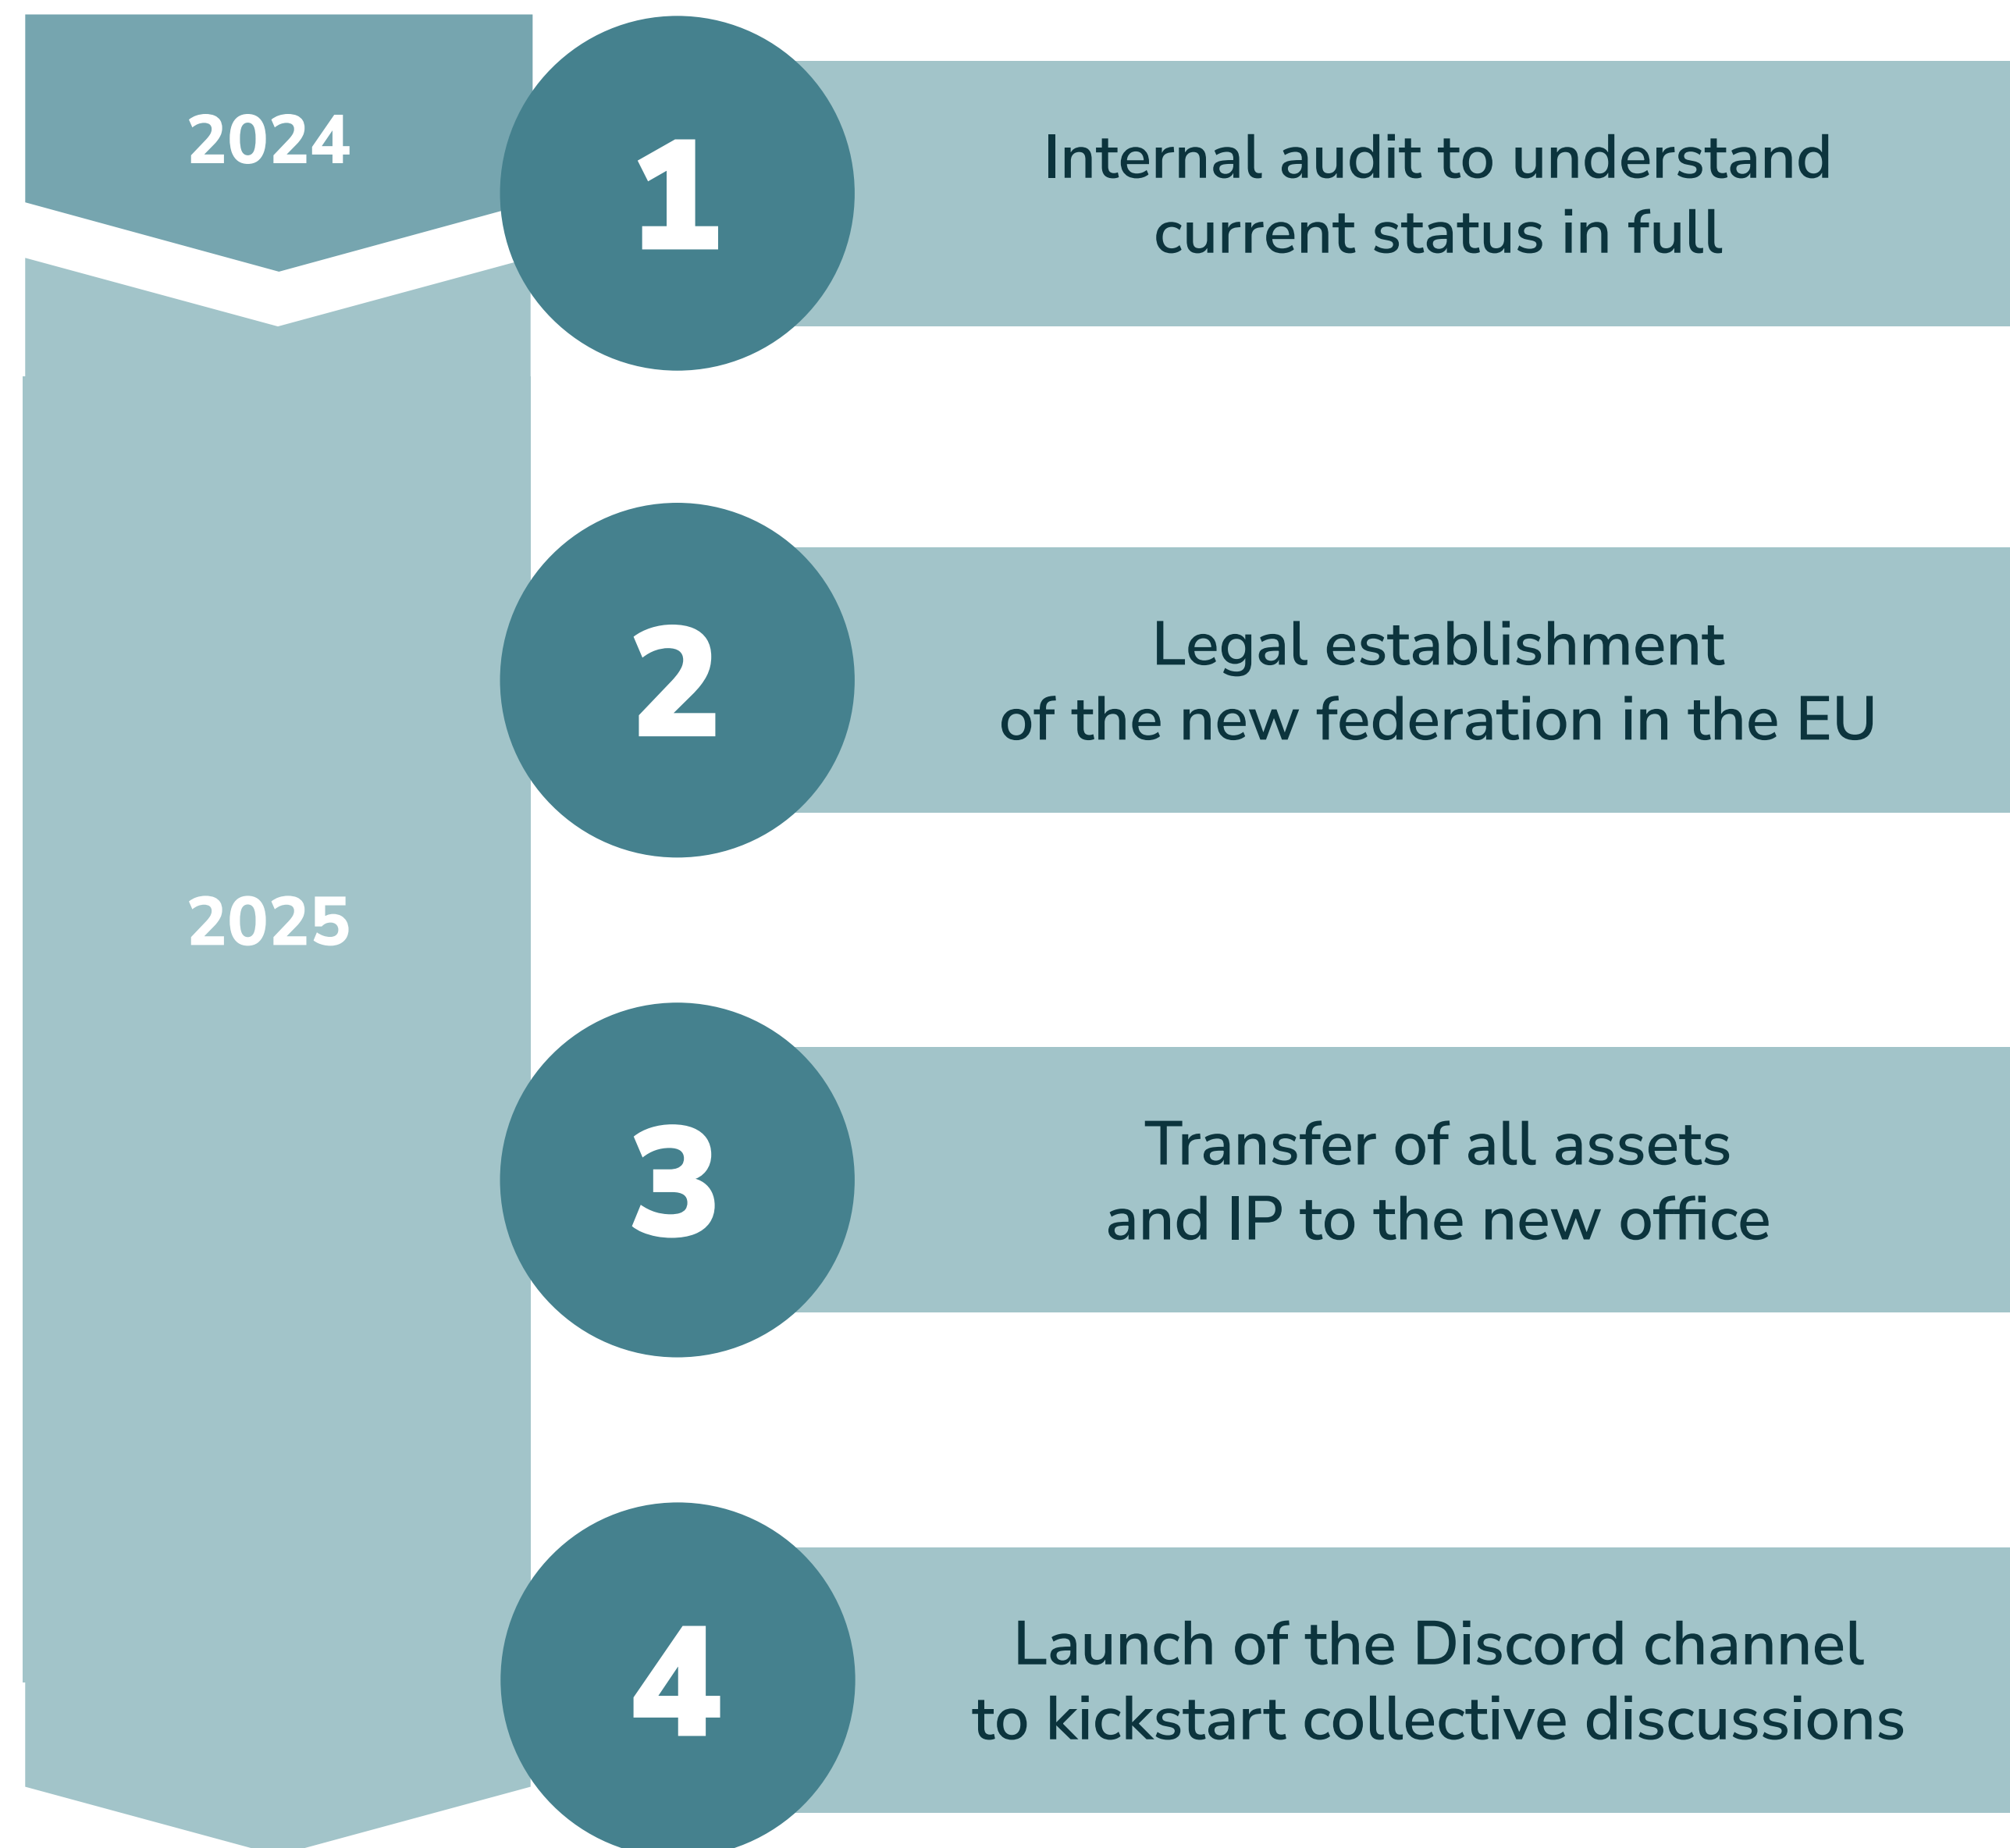 2024
1
Internal audit to understand
current status in full
2
Legal establishment
of the new federation in the EU
2025
3
Transfer of all assets
and IP to the new office
4
Launch of the Discord channel
to kickstart collective discussions